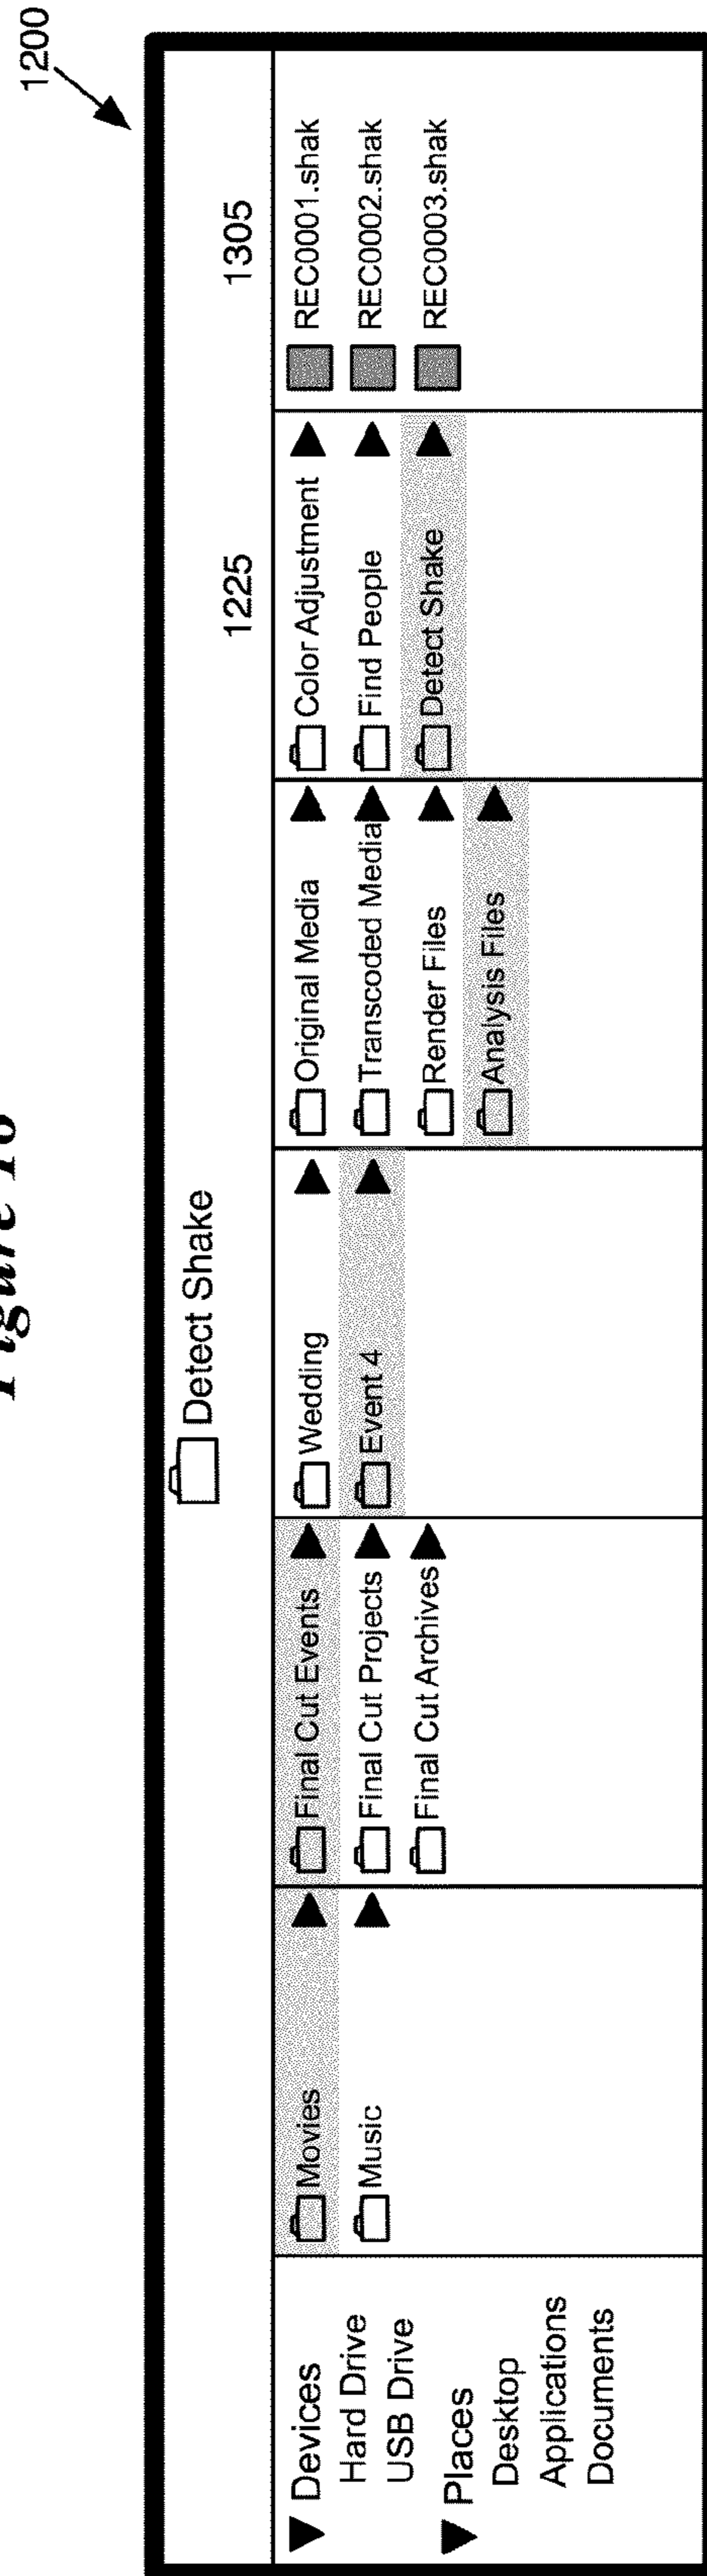 1200
Detect Shake
1225
1305
Devices
Hard Drive
USB Drive
Places
Desktop
Applications
Documents
Movies
Music
Final Cut Events
Final Cut Projects
Final Cut Archives
Wedding
Event 4
Original Media
Transcoded Media
Render Files
Analysis Files
Color Adjustment
Find People
Detect Shake
REC0001.shak
REC0002.shak
REC0003.shak